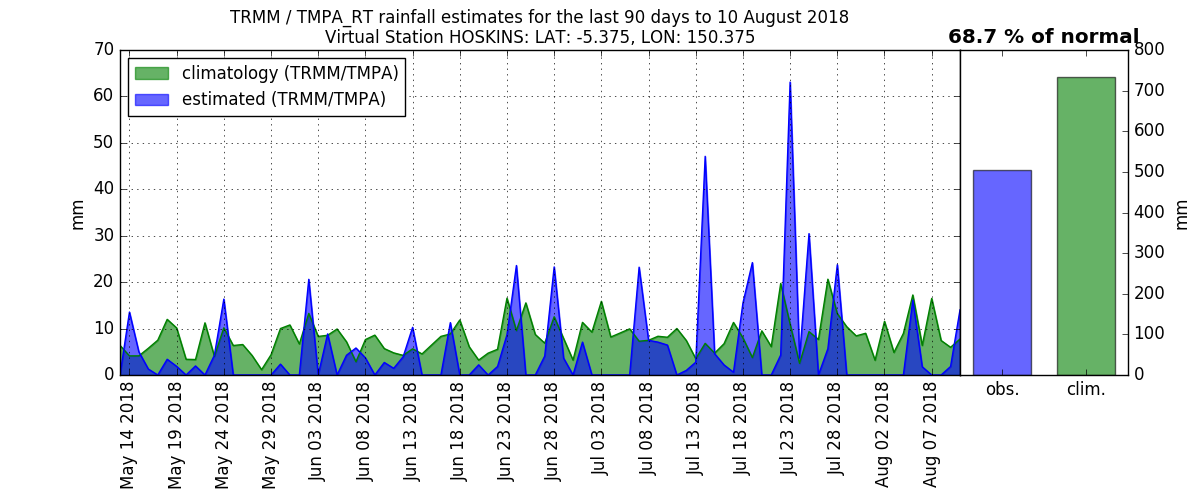 TRMM / TMPA_RT rainfall estimates for the last 90 days to 10 August 2018
Virtual Station HOSKINS: LAT: -5.375, LON: 150.375
68.7 % of normal
climatology (TRMM/TMPA)
estimated (TRMM/TMPA)
70
60
50
40
30
20
10
0
mm
May 14 2018
May 19 2018
May 24 2018
May 29 2018
Jun 03 2018
Jun 08 2018
Jun 13 2018
Jun 18 2018
Jun 23 2018
Jun 28 2018
Jul 03 2018
Jul 08 2018
Jul 13 2018
Jul 18 2018
Jul 23 2018
Jul 28 2018
Aug 02 2018
Aug 07 2018
800
700
600
500
400
300
200
100
0
mm
obs.
clim.